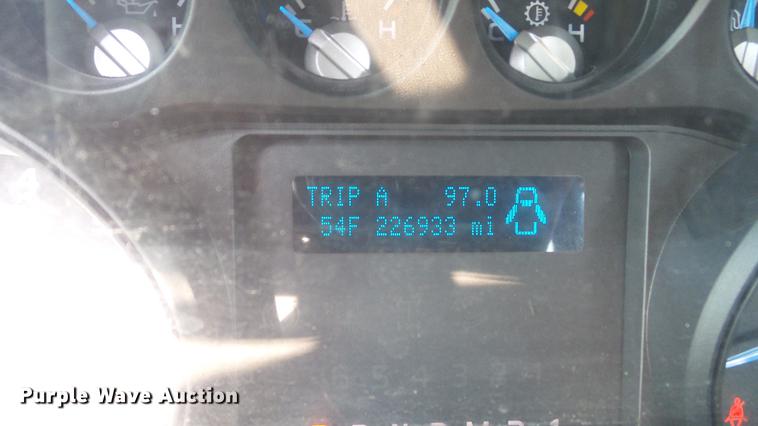 H
C
H
C
H
TRIP A 97.0
54F 226933 mi
Purple Wave Auction